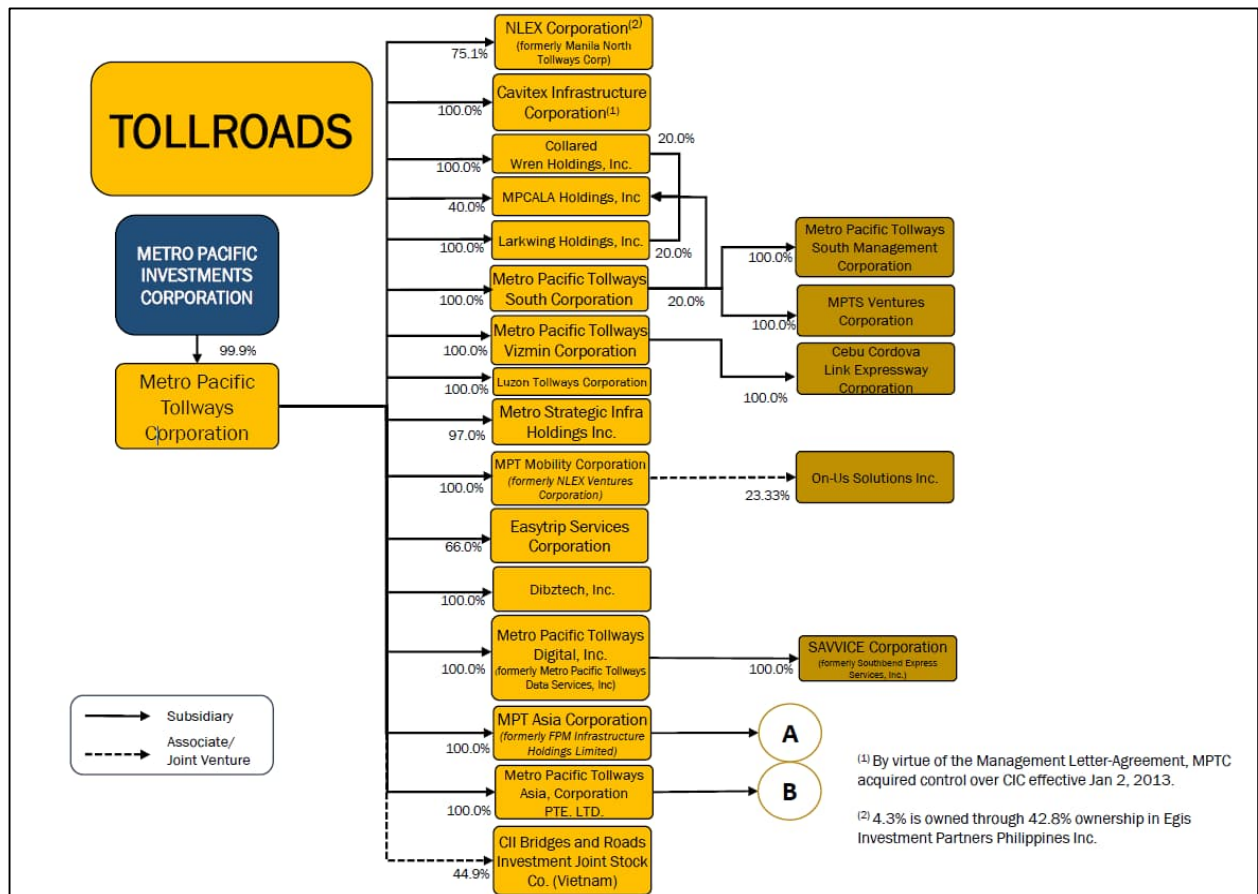 TOLLROADS
METRO PACIFIC
INVESTMENTS
CORPORATION
99.9%
Metro Pacific
Tollways
Corporation
NLEX Corporation(2)
(formerly Manila North
Tollways Corp)
75.1%
Cavitex Infrastructure
Corporation(1)
100.0%
Collared
Wren Holdings, Inc.
100.0%
20.0%
MPCALA Holdings, Inc
40.0%
Larkwing Holdings, Inc.
100.0%
20.0%
Metro Pacific Tollways
South Corporation
100.0%
20.0%
Metro Pacific Tollways
South Management
Corporation
100.0%
MPTS Ventures
Corporation
100.0%
Metro Pacific Tollways
Vizmin Corporation
100.0%
Cebu Cordova
Link Expressway
Corporation
100.0%
Luzon Tollways Corporation
100.0%
Metro Strategic Infra
Holdings Inc.
97.0%
MPT Mobility Corporation
(formerly NLEX Ventures
Corporation)
100.0%
On-Us Solutions Inc.
23.33%
Easytrip Services
Corporation
66.0%
Dibztech, Inc.
100.0%
Metro Pacific Tollways
Digital, Inc.
(formerly Metro Pacific Tollways
Data Services, Inc)
100.0%
SAVVICE Corporation
(formerly Southbend Express
Services, Inc.)
100.0%
MPT Asia Corporation
(formerly FPM Infrastructure
Holdings Limited)
100.0%
A
Metro Pacific Tollways
Asia, Corporation
PTE. LTD.
100.0%
B
CII Bridges and Roads
Investment Joint Stock
Co. (Vietnam)
44.9%
Subsidiary
Associate/
Joint Venture
(1) By virtue of the Management Letter-Agreement, MPTC
acquired control over CIC effective Jan 2, 2013.
(2) 4.3% is owned through 42.8% ownership in Egis
Investment Partners Philippines Inc.